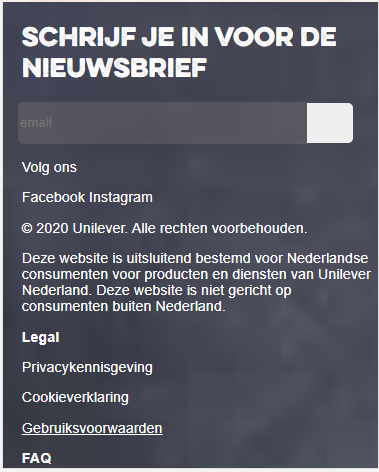 SCHRIJF JE IN VOOR DE
NIEUWSBRIEF
email
Volg ons
Facebook Instagram
© 2020 Unilever. Alle rechten voorbehouden.
Deze website is uitsluitend bestemd voor Nederlandse
consumenten voor producten en diensten van Unilever
Nederland. Deze website is niet gericht op
consumenten buiten Nederland.
Legal
Privacykennisgeving
Cookieverklaring
Gebruiksvoorwaarden
FAQ